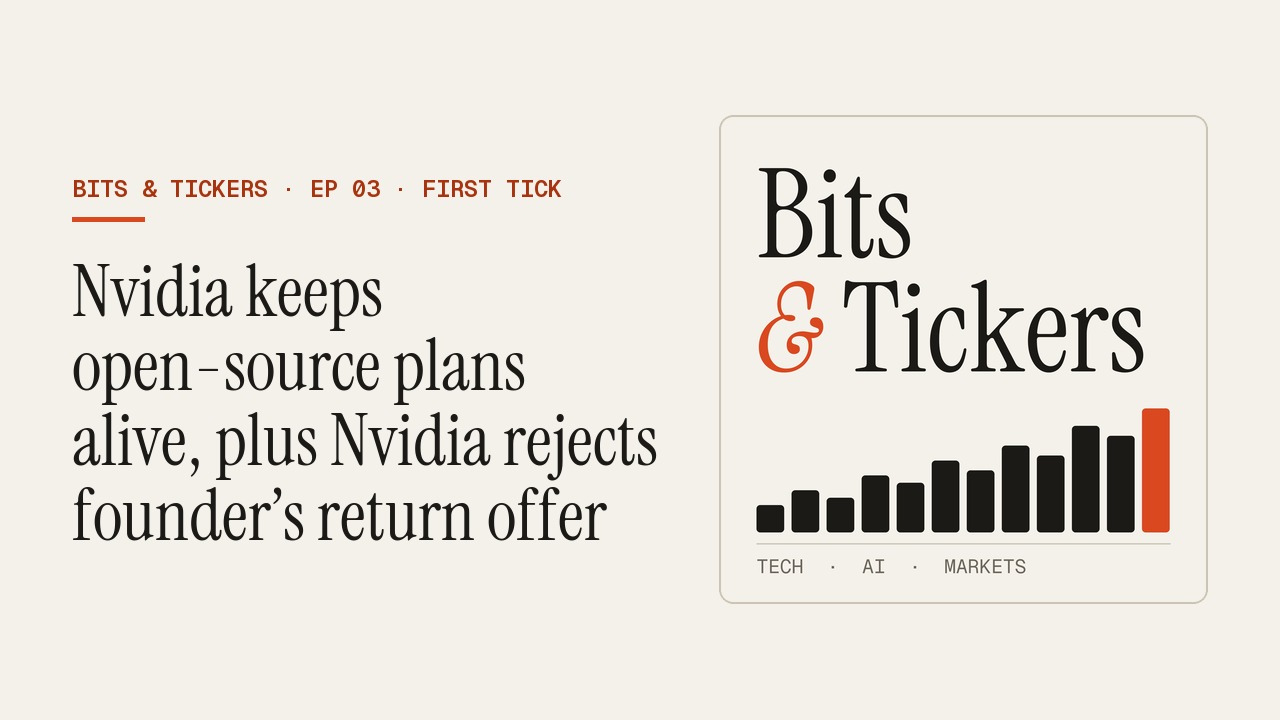 BITS & TICKERS · EP 03 · FIRST TICK
Nvidia keeps
open-source plans
alive, plus Nvidia rejects
founder’s return offer
Bits
& Tickers
TECH · AI · MARKETS